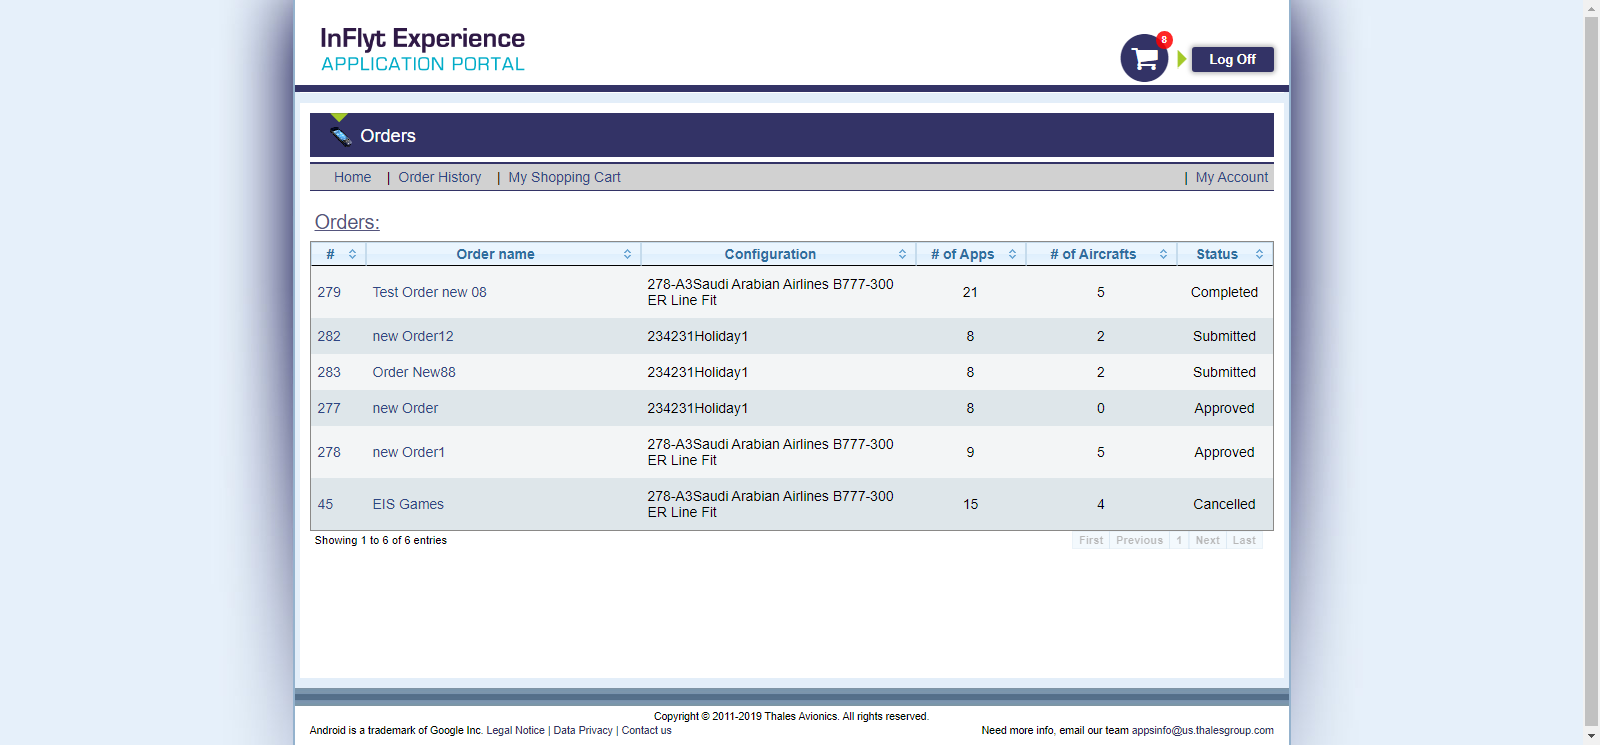 InFlyt Experience
APPLICATION PORTAL
8
Log Off
Orders
Home | Order History | My Shopping Cart | My Account
Orders:
# Order name Configuration # of Apps # of Aircrafts Status
279 Test Order new 08 278-A3Saudi Arabian Airlines B777-300 21 5 Completed
ER Line Fit
282 new Order12 234231Holiday1 8 2 Submitted
283 Order New88 234231Holiday1 8 2 Submitted
277 new Order 234231Holiday1 8 0 Approved
278 new Order1 278-A3Saudi Arabian Airlines B777-300 9 5 Approved
ER Line Fit
45 EIS Games 278-A3Saudi Arabian Airlines B777-300 15 4 Cancelled
ER Line Fit
Showing 1 to 6 of 6 entries First Previous 1 Next Last
Copyright © 2011-2019 Thales Avionics. All rights reserved.
Android is a trademark of Google Inc. Legal Notice | Data Privacy | Contact us Need more info, email our team appsinfo@us.thalesgroup.com